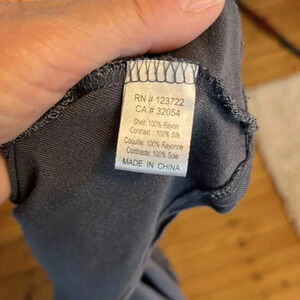 RN # 123722
CA # 32054
Shell: 100% Rayon
Contrast : 100% Silk
Coquille: 100% Rayonne
Contraste: 100% Soie
MADE IN CHINA